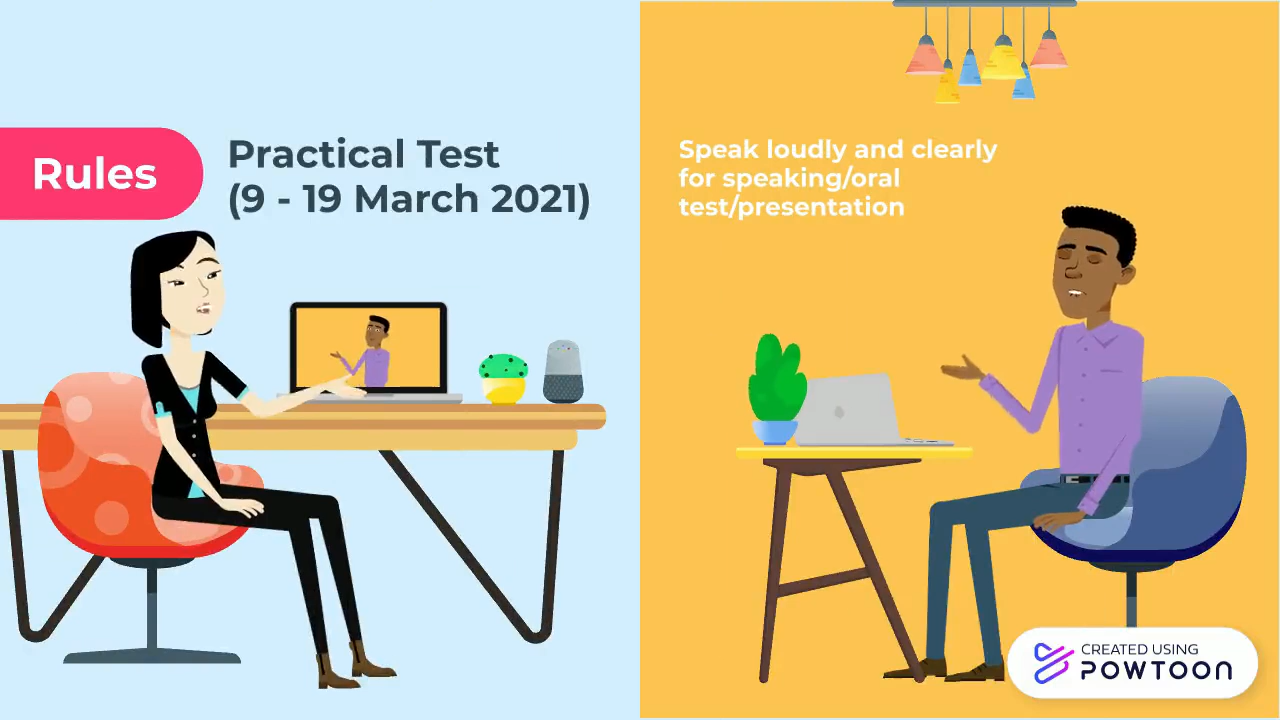 Rules
Practical Test
(9 - 19 March 2021)
Speak loudly and clearly
for speaking/oral
test/presentation
CREATED USING
POWTOON